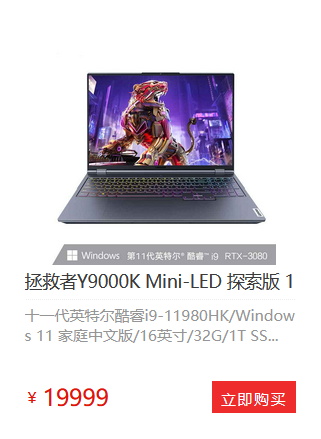 Windows 第11代英特尔® 酷睿™ i9 RTX-3080
拯救者Y9000K Mini-LED 探索版 1
十一代英特尔酷睿i9-11980HK/Window
s 11 家庭中文版/16英寸/32G/1T SS...
¥ 19999
立即购买